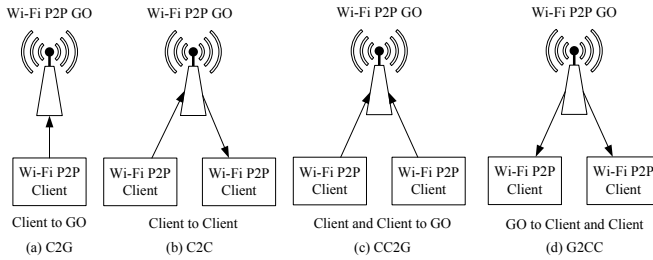 Wi-Fi P2P GO
Wi-Fi P2P GO
Wi-Fi P2P GO
Wi-Fi P2P GO
Wi-Fi P2P
Client
Wi-Fi P2P
Client
Wi-Fi P2P
Client
Wi-Fi P2P
Client
Wi-Fi P2P
Client
Wi-Fi P2P
Client
Wi-Fi P2P
Client
Client to GO
Client to Client
Client and Client to GO
GO to Client and Client
(a) C2G
(b) C2C
(c) CC2G
(d) G2CC